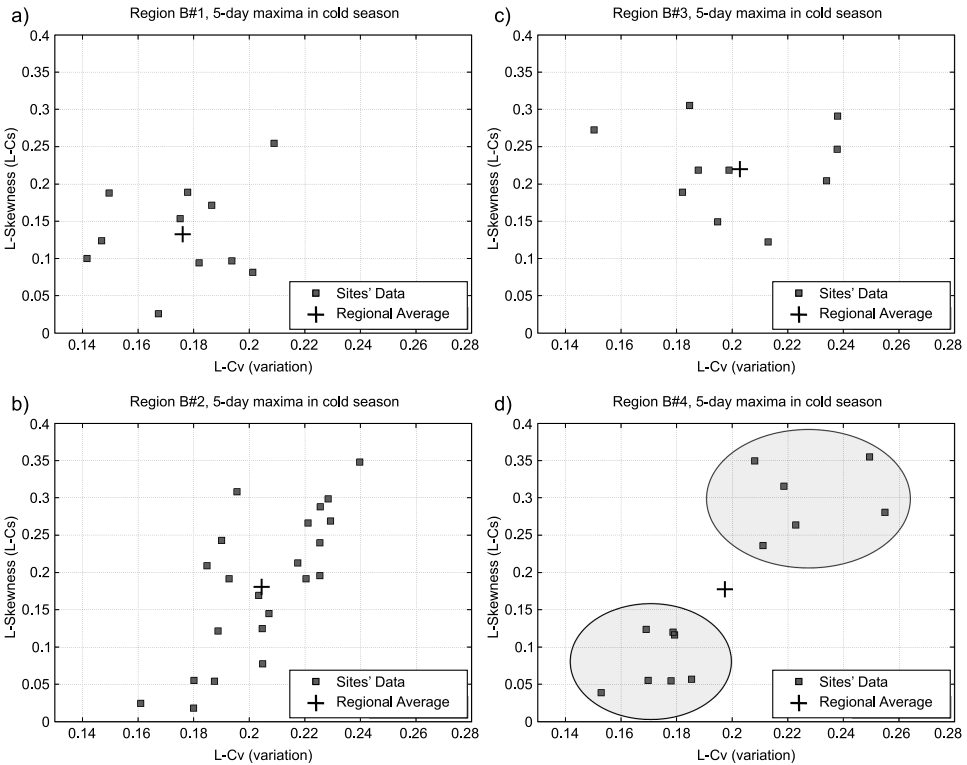 a)
Region B#1, 5-day maxima in cold season
L-Skewness (L-Cs)
0.4
0.35
0.3
0.25
0.2
0.15
0.1
0.05
0
Sites' Data
Regional Average
0.14 0.16 0.18 0.20 0.22 0.24 0.26 0.28
L-Cv (variation)
c)
Region B#3, 5-day maxima in cold season
L-Skewness (L-Cs)
0.4
0.35
0.3
0.25
0.2
0.15
0.1
0.05
0
Sites' Data
Regional Average
0.14 0.16 0.18 0.2 0.22 0.24 0.26 0.28
L-Cv (variation)
b)
Region B#2, 5-day maxima in cold season
L-Skewness (L-Cs)
0.4
0.35
0.3
0.25
0.2
0.15
0.1
0.05
0
Sites' Data
Regional Average
0.14 0.16 0.18 0.2 0.22 0.24 0.26 0.28
L-Cv (variation)
d)
Region B#4, 5-day maxima in cold season
L-Skewness (L-Cs)
0.4
0.35
0.3
0.25
0.2
0.15
0.1
0.05
0
Sites' Data
Regional Average
0.14 0.16 0.18 0.2 0.22 0.24 0.26 0.28
L-Cv (variation)